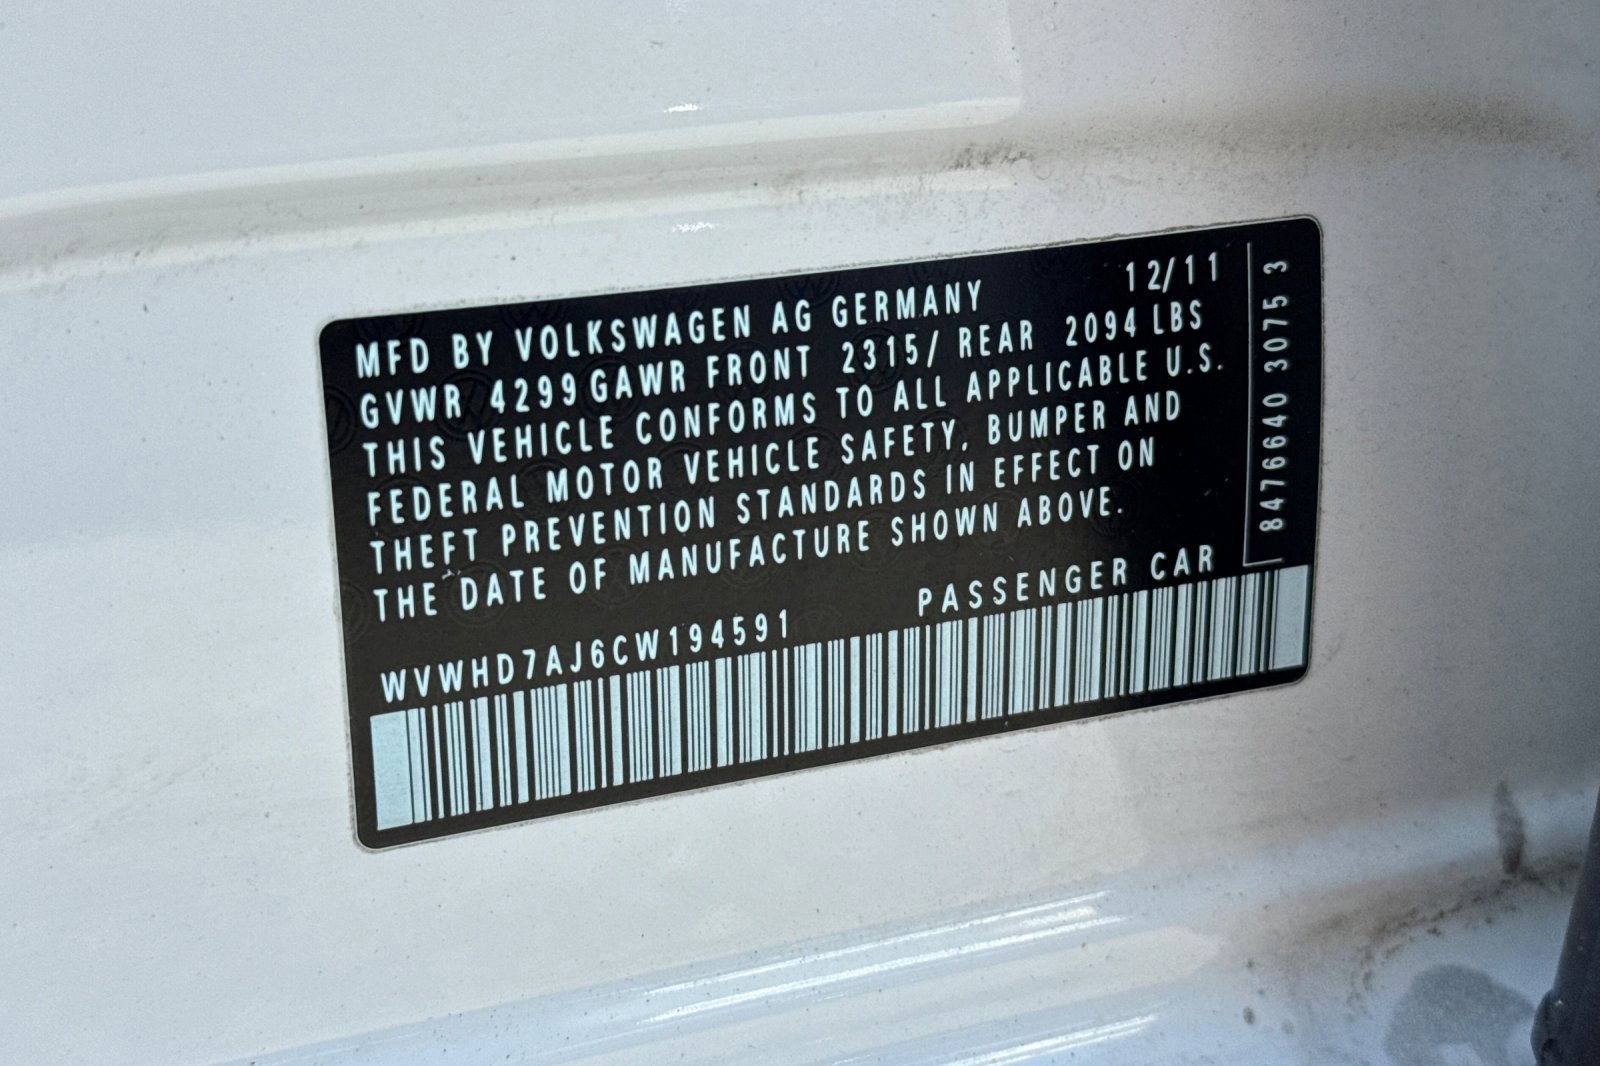 MFD BY VOLKSWAGEN AG GERMANY 12/11
GVWR 4299 GAWR FRONT 2315/ REAR 2094 LBS
THIS VEHICLE CONFORMS TO ALL APPLICABLE U.S.
FEDERAL MOTOR VEHICLE SAFETY, BUMPER AND
THEFT PREVENTION STANDARDS IN EFFECT ON
THE DATE OF MANUFACTURE SHOWN ABOVE.
WVWHD7AJ6CW194591 PASSENGER CAR
8476640 3075 3